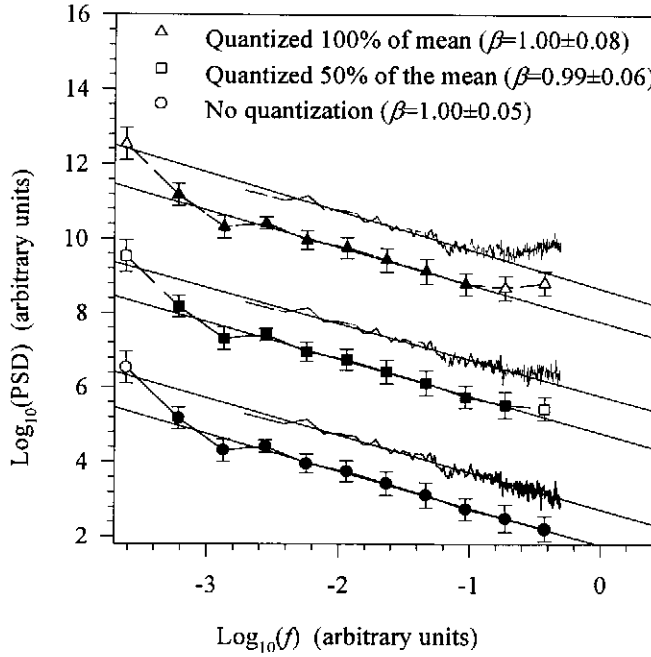 Quantized 100% of mean (β=1.00±0.08)
Quantized 50% of the mean (β=0.99±0.06)
No quantization (β=1.00±0.05)
16
14
12
10
8
6
4
2
Log10(PSD) (arbitrary units)
-3
-2
-1
0
Log10(f) (arbitrary units)